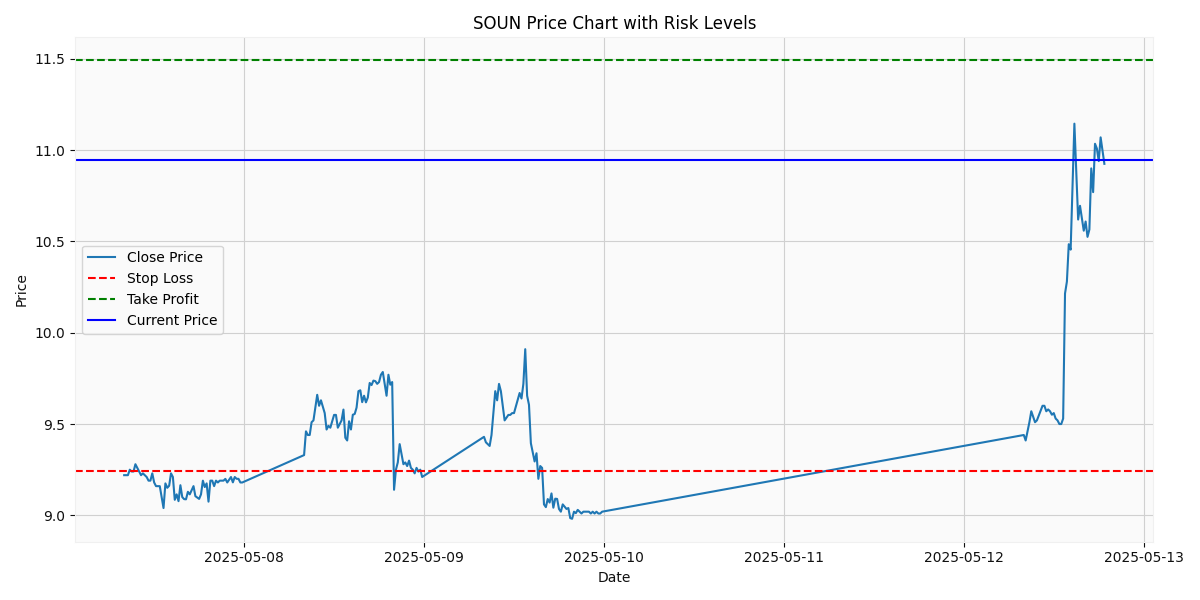 SOUN Price Chart with Risk Levels
11.5
11.0
10.5
10.0
9.5
9.0
Price
Close Price
Stop Loss
Take Profit
Current Price
2025-05-08
2025-05-09
2025-05-10
2025-05-11
2025-05-12
2025-05-13
Date